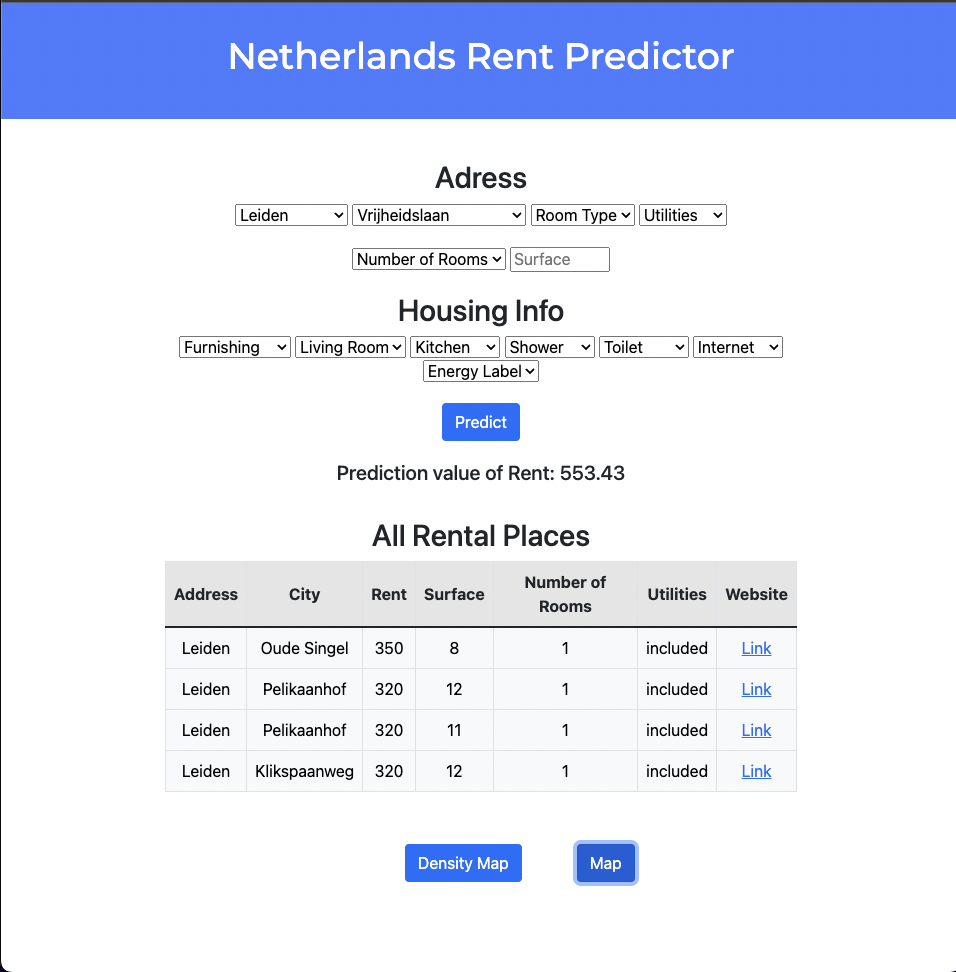 Netherlands Rent Predictor
Adress
Leiden Vrijheidslaan Room Type Utilities
Number of Rooms Surface
Housing Info
Furnishing Living Room Kitchen Shower Toilet Internet
Energy Label
Predict
Prediction value of Rent: 553.43
All Rental Places
Address City Rent Surface Number of Rooms Utilities Website
Leiden Oude Singel 350 8 1 included Link
Leiden Pelikaanhof 320 12 1 included Link
Leiden Pelikaanhof 320 11 1 included Link
Leiden Klikspaanweg 320 12 1 included Link
Density Map Map